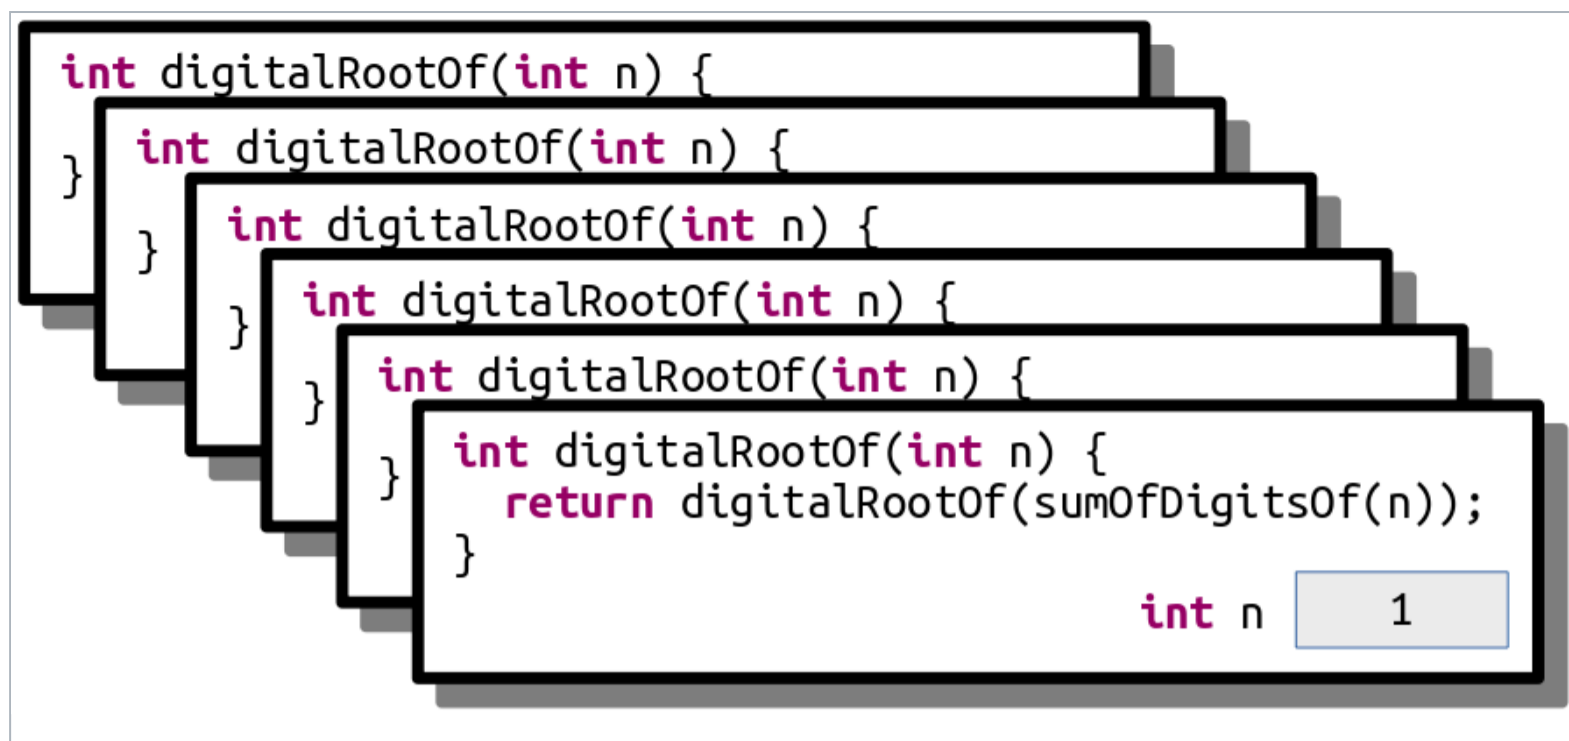 int digitalRootOf(int n) {
}
int digitalRootOf(int n) {
}
int digitalRootOf(int n) {
}
int digitalRootOf(int n) {
}
int digitalRootOf(int n) {
}
int digitalRootOf(int n) {
  return digitalRootOf(sumOfDigitsOf(n));
}
int n 1